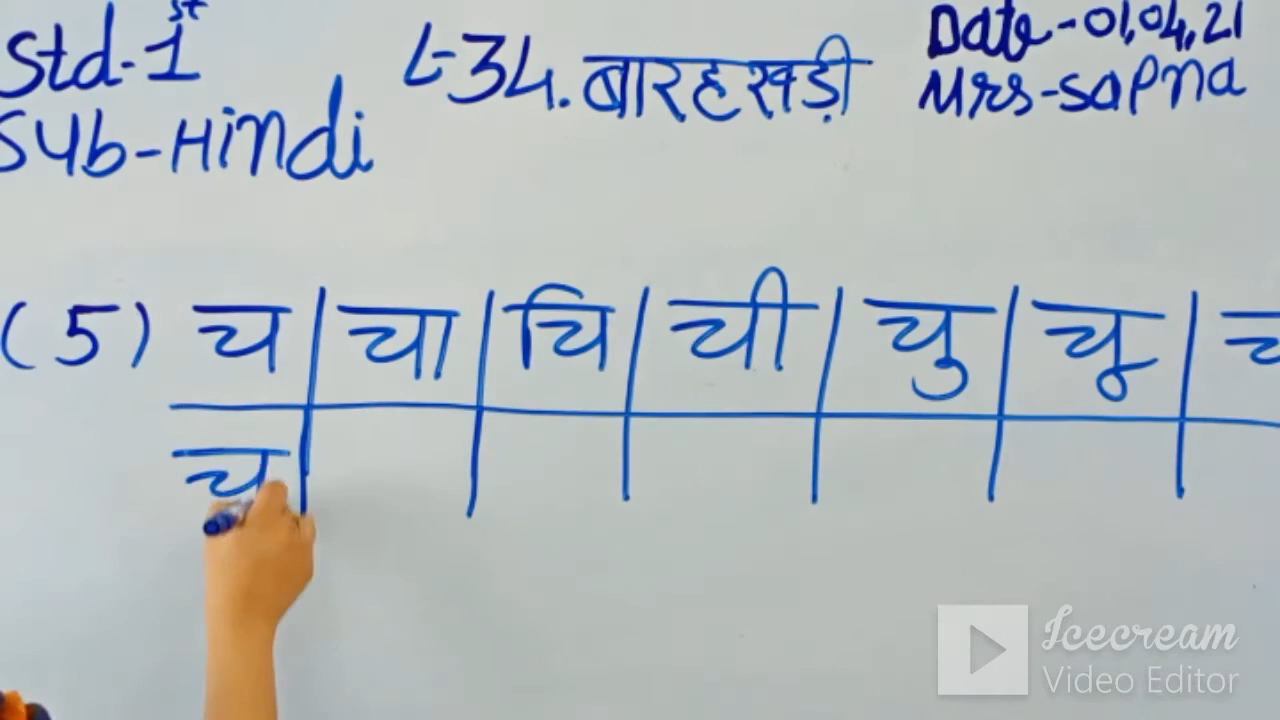 Std-1st L-34. बारहखड़ी Date-01,04,21
Sub-Hindi Mrs-Sapna
(5) च चा चि ची चु चू
च
Icecream
Video Editor